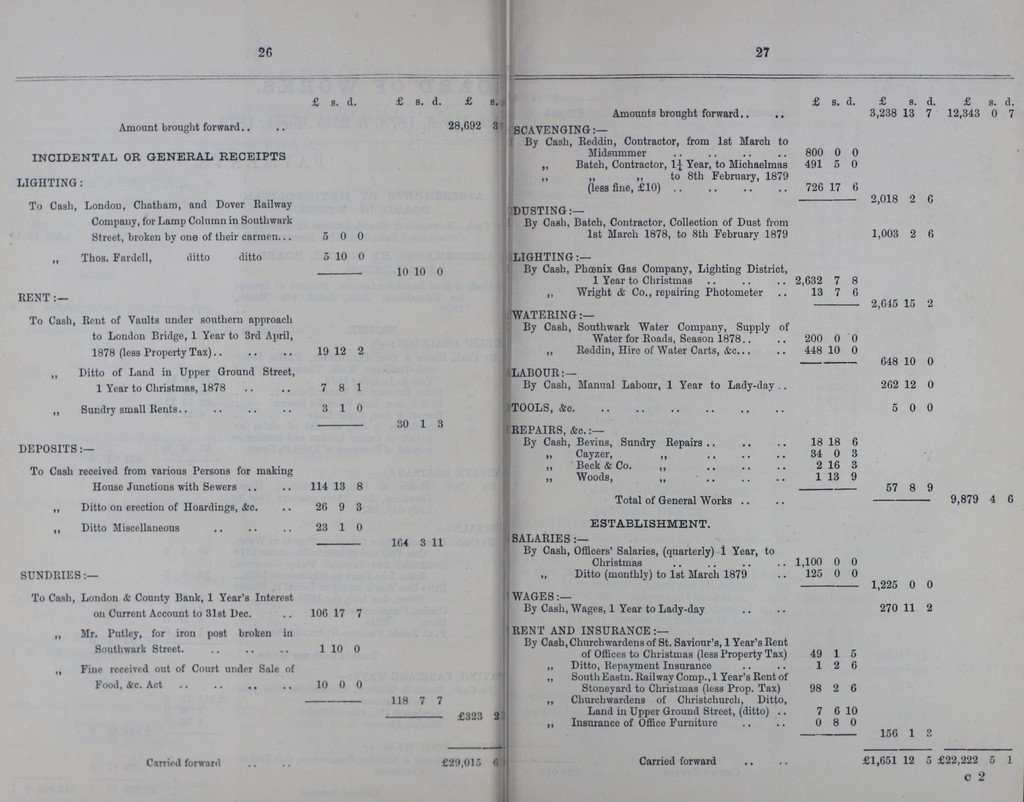 26
£ s. d. £ s. d. £ s.
Amount brought forward.. .. 28,692 3
INCIDENTAL OR GENERAL RECEIPTS
LIGHTING:
To Cash, London, Chatham, and Dover Railway
Company, for Lamp Column in Southwark
Street, broken by one of their carmen... 5 0 0
„ Thos. Fardell, ditto ditto 5 10 0
10 10 0
RENT:—
To Cash, Rent of Vaults under southern approach
to London Bridge, 1 Year to 3rd April,
1878 (less Property Tax).. .. .. 19 12 2
„ Ditto of Land in Upper Ground Street,
1 Year to Christmas, 1878 .. .. 7 8 1
„ Sundry small Rents.. .. .. .. 3 1 0
30 1 3
DEPOSITS:—
To Cash received from various Persons for making
House Junctions with Sewers .. .. 114 13 8
„ Ditto on erection of Hoardings, &c. .. 26 9 3
„ Ditto Miscellaneous .. .. .. 23 1 0
164 3 11
SUNDRIES:—
To Cash, London & County Bank, 1 Year's Interest
on Current Account to 31st Dec. .. 106 17 7
„ Mr. Putley, for iron post broken in
Southwark Street. .. .. .. 1 10 0
„ Fine received out of Court under Sale of
Food, &c. Act .. .. .. .. 10 0 0
118 7 7
£323 2
Carried forward .. .. £29,015 6
27
£ s. d. £ s. d. £ s. d.
Amounts brought forward.. .. 3,238 13 7 12,343 0 7
SCAVENGING:—
By Cash, Reddin, Contractor, from 1st March to
Midsummer .. .. .. .. 800 0 0
„ Batch, Contractor, 1¼ Year, to Michaelmas 491 5 0
„ „ „ to 8th February, 1879
(less fine, £10) .. .. .. .. 726 17 6
2,018 2 6
DUSTING:—
By Cash, Batch, Contractor, Collection of Dust from
1st March 1878, to 8th February 1879 1,003 2 6
LIGHTING:—
By Cash, Phœnix Gas Company, Lighting District,
1 Year to Christmas .. .. .. 2,632 7 8
„ Wright & Co., repairing Photometer .. 13 7 6
2,645 15 2
WATERING:—
By Cash, Southwark Water Company, Supply of
Water for Roads, Season 1878.. .. 200 0 0
„ Reddin, Hire of Water Carts, &c... .. 448 10 0
648 10 0
LABOUR:—
By Cash, Manual Labour, 1 Year to Lady-day .. 262 12 0
TOOLS, &c. .. .. .. .. .. .. .. 5 0 0
REPAIRS, &c.:—
By Cash, Bevins, Sundry Repairs .. .. .. 18 18 6
„ Cayzer, „ .. .. .. 34 0 3
„ Beck & Co. „ .. .. .. 2 16 3
„ Woods, „ .. .. .. 1 13 9
57 8 9
Total of General Works .. .. 9,879 4 6
ESTABLISHMENT.
SALARIES:—
By Cash, Officers' Salaries, (quarterly) 1 Year, to
Christmas .. .. .. .. 1,100 0 0
„ Ditto (monthly) to 1st March 1879 .. 125 0 0
1,225 0 0
WAGES:—
By Cash, Wages, 1 Year to Lady-day .. .. 270 11 2
RENT AND INSURANCE:—
By Cash, Churchwardens of St. Saviour's, 1 Year's Rent
of Offices to Christmas (less Property Tax) 49 1 5
„ Ditto, Repayment Insurance .. .. 1 2 6
„ South Eastn. Railway Comp., 1 Year's Rent of
Stoneyard to Christmas (less Prop. Tax) 98 2 6
„ Churchwardens of Christchurch, Ditto,
Land in Upper Ground Street, (ditto) .. 7 6 10
„ Insurance of Office Furniture .. .. 0 8 0
156 1 3
Carried forward .. .. £1,651 12 5 £22,222 5 1
C 2